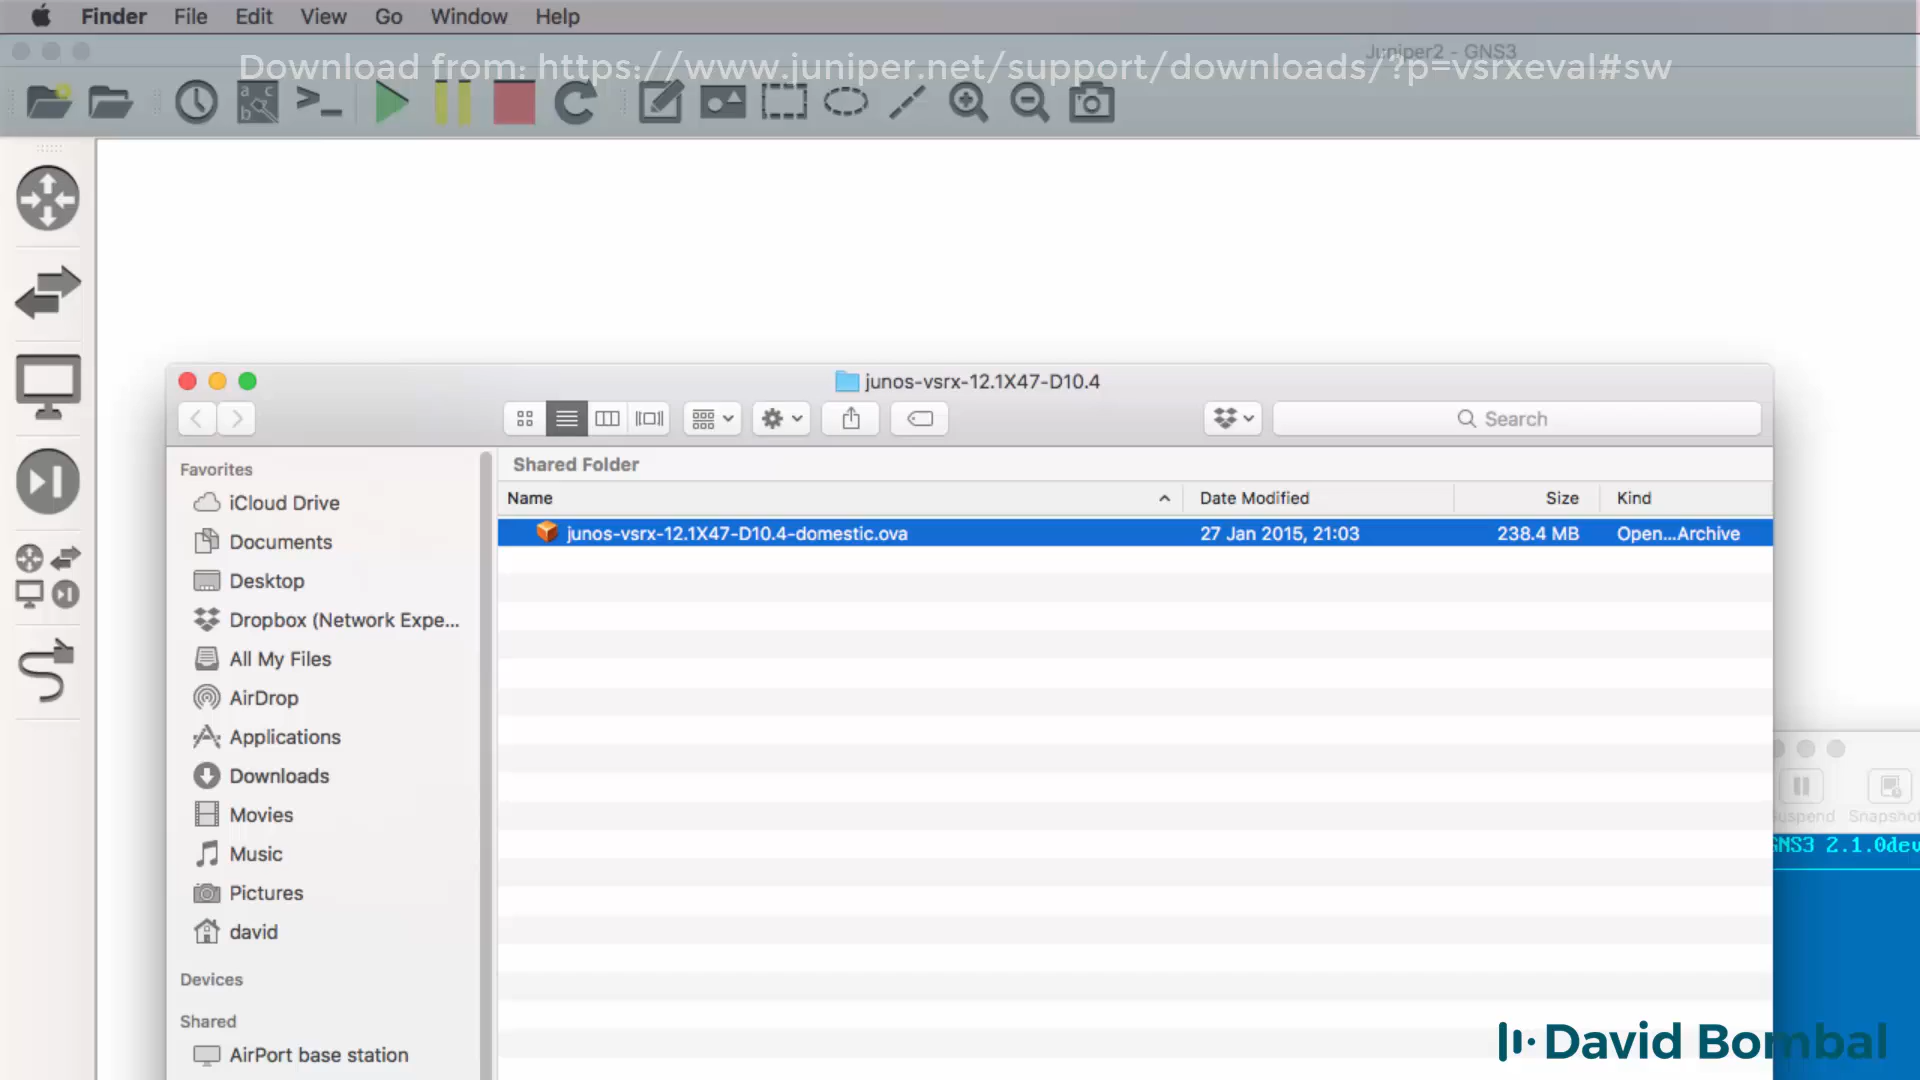 Finder File Edit View Go Window Help
Juniper2 - GNS3
Download from: https://www.juniper.net/support/downloads/?p=vsrxeval#sw
junos-vsrx-12.1X47-D10.4
Search
Favorites
iCloud Drive
Documents
Desktop
Dropbox (Network Expe...
All My Files
AirDrop
Applications
Downloads
Movies
Music
Pictures
david
Devices
Shared
AirPort base station
Shared Folder
Name Date Modified Size Kind
junos-vsrx-12.1X47-D10.4-domestic.ova 27 Jan 2015, 21:03 238.4 MB Open...Archive
uspend Snapshot
GNS3 2.1.0dev
David Bombal